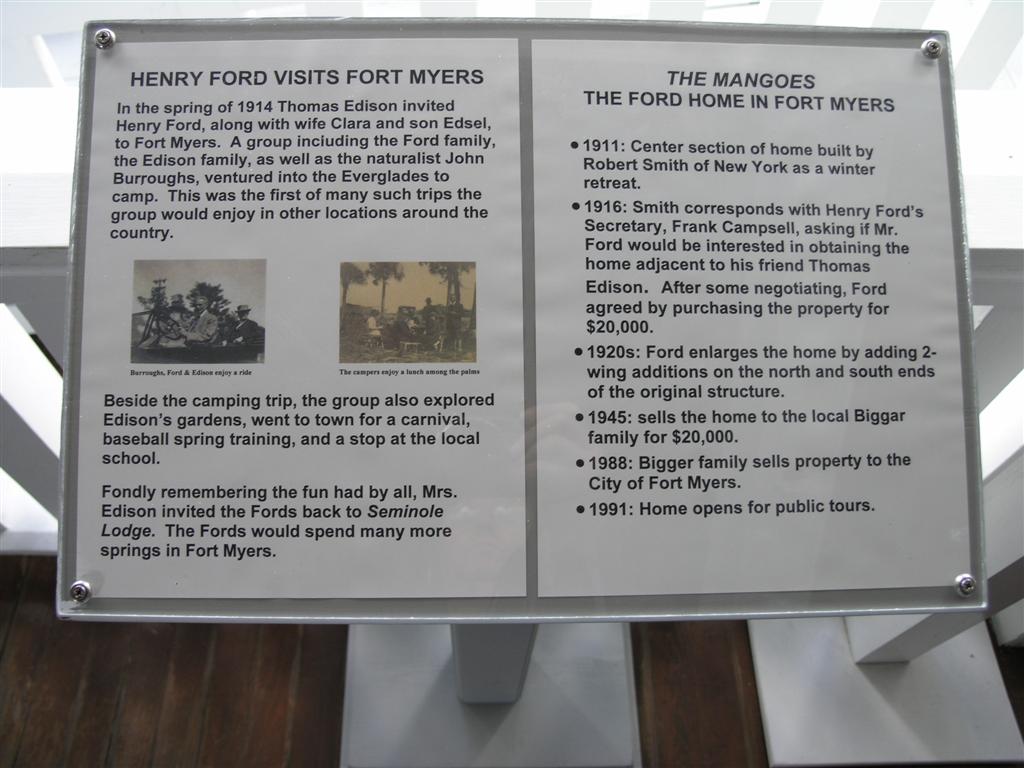 HENRY FORD VISITS FORT MYERS
In the spring of 1914 Thomas Edison invited
Henry Ford, along with wife Clara and son Edsel,
to Fort Myers. A group including the Ford family,
the Edison family, as well as the naturalist John
Burroughs, ventured into the Everglades to
camp. This was the first of many such trips the
group would enjoy in other locations around the
country.
Burroughs, Ford & Edison enjoy a ride
The campers enjoy a lunch among the palms
Beside the camping trip, the group also explored
Edison's gardens, went to town for a carnival,
baseball spring training, and a stop at the local
school.
Fondly remembering the fun had by all, Mrs.
Edison invited the Fords back to Seminole
Lodge. The Fords would spend many more
springs in Fort Myers.
THE MANGOES
THE FORD HOME IN FORT MYERS
• 1911: Center section of home built by
Robert Smith of New York as a winter
retreat.
• 1916: Smith corresponds with Henry Ford's
Secretary, Frank Campsell, asking if Mr.
Ford would be interested in obtaining the
home adjacent to his friend Thomas
Edison. After some negotiating, Ford
agreed by purchasing the property for
$20,000.
• 1920s: Ford enlarges the home by adding 2-
wing additions on the north and south ends
of the original structure.
• 1945: sells the home to the local Biggar
family for $20,000.
• 1988: Bigger family sells property to the
City of Fort Myers.
• 1991: Home opens for public tours.